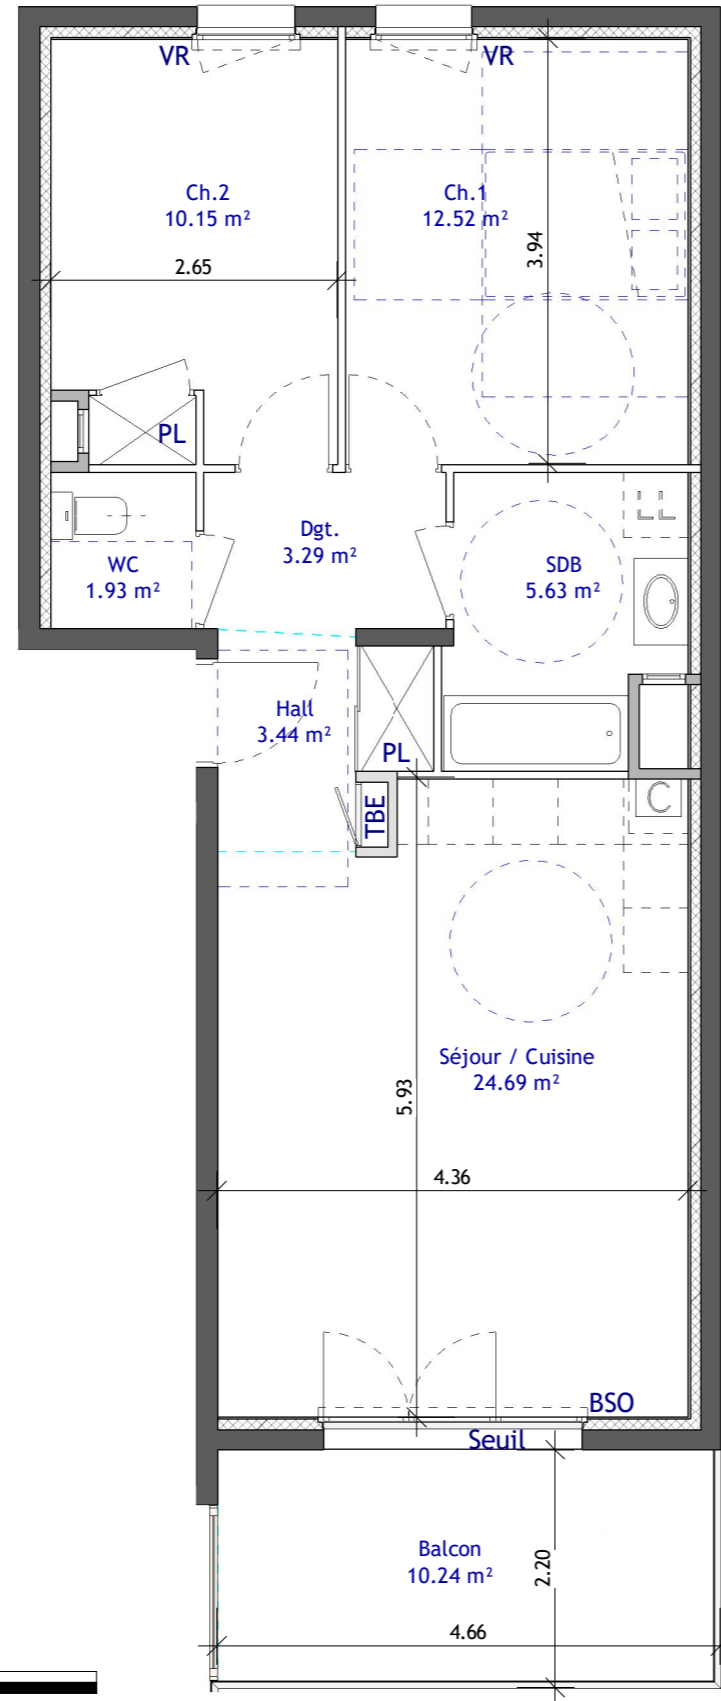 VR
VR
Ch.2
10.15 m²
Ch.1
12.52 m²
3.94
2.65
PL
Dgt.
3.29 m²
WC
1.93 m²
LL
SDB
5.63 m²
Hall
3.44 m²
PL
TBE
C
Séjour / Cuisine
24.69 m²
5.93
4.36
BSO
Seuil
Balcon
10.24 m²
2.20
4.66